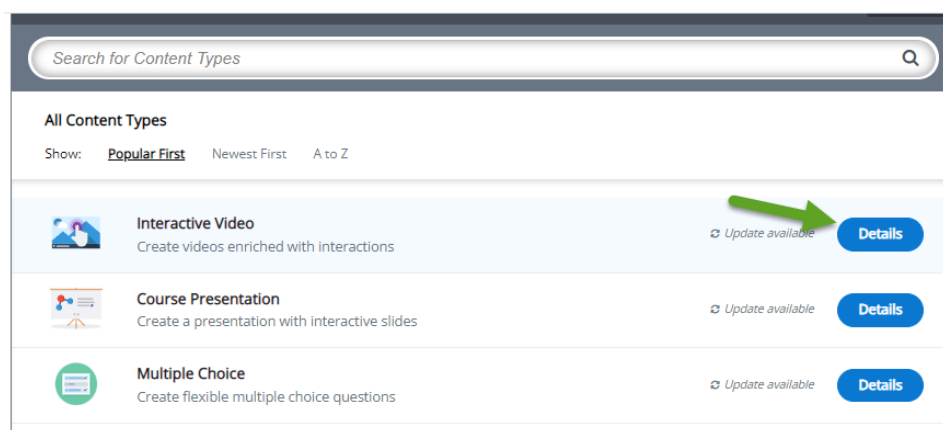 Search for Content Types
All Content Types
Show: Popular First Newest First A to Z
Interactive Video
Create videos enriched with interactions
Update available
Details
Course Presentation
Create a presentation with interactive slides
Update available
Details
Multiple Choice
Create flexible multiple choice questions
Update available
Details